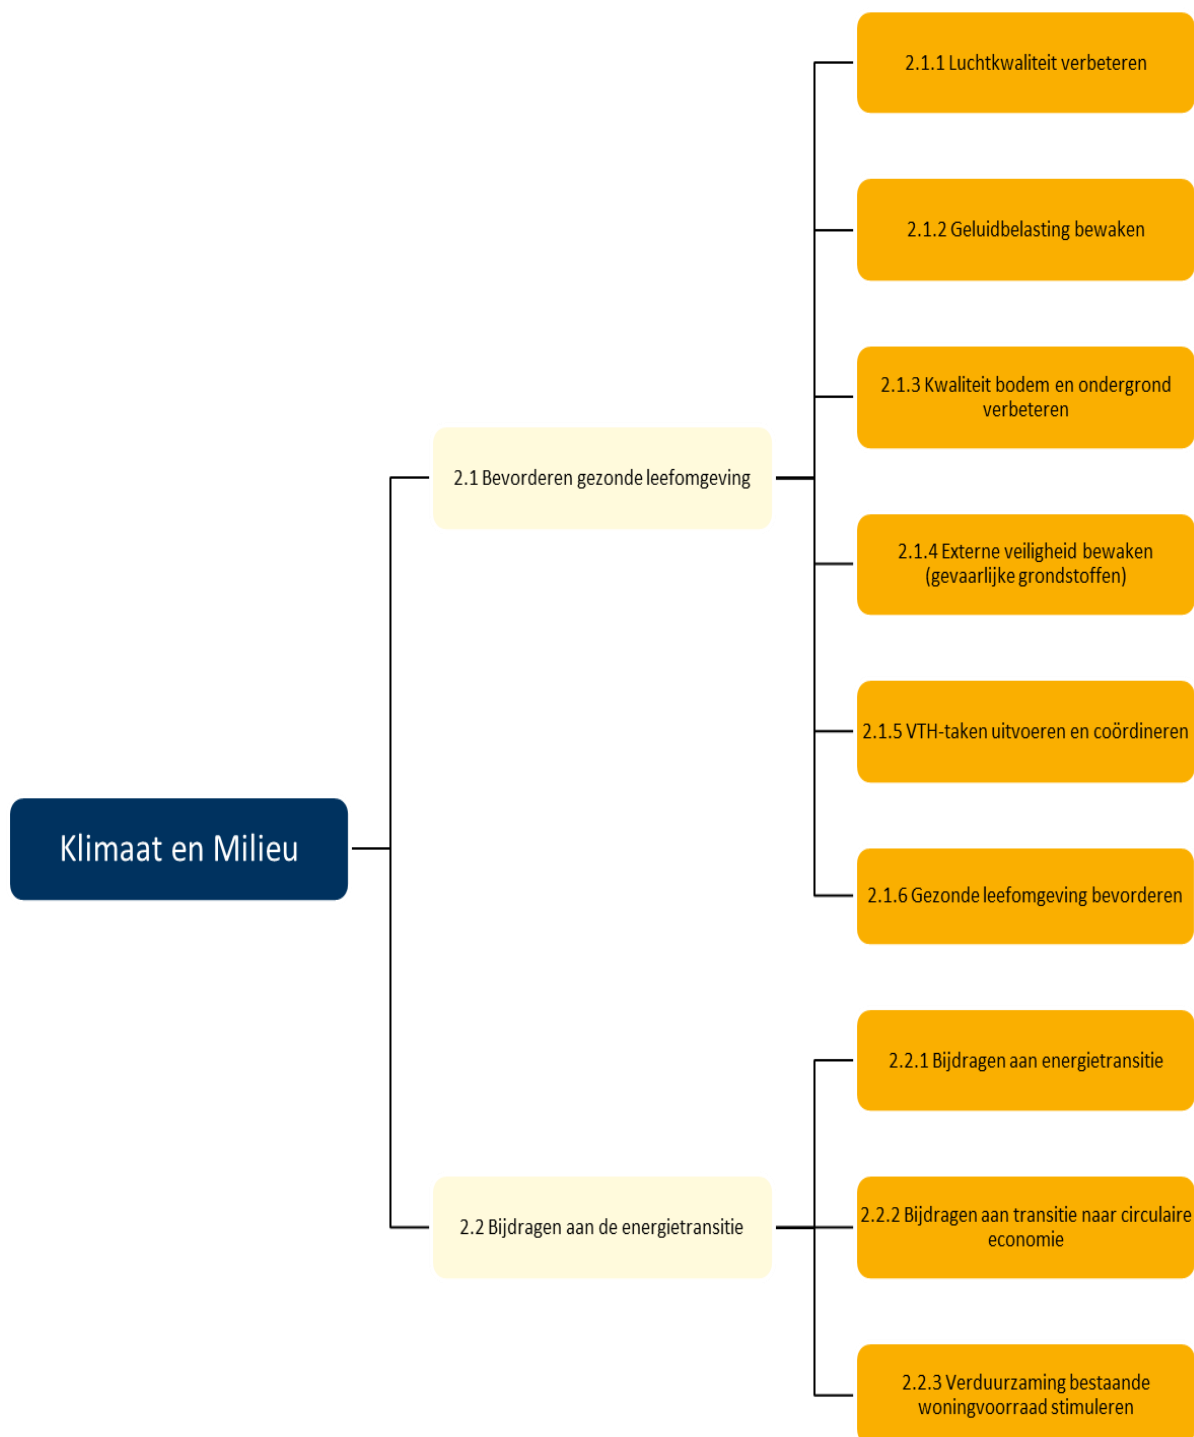 Klimaat en Milieu
2.1 Bevorderen gezonde leefomgeving
2.1.1 Luchtkwaliteit verbeteren
2.1.2 Geluidbelasting bewaken
2.1.3 Kwaliteit bodem en ondergrond
verbeteren
2.1.4 Externe veiligheid bewaken
(gevaarlijke grondstoffen)
2.1.5 VTH-taken uitvoeren en coördineren
2.1.6 Gezonde leefomgeving bevorderen
2.2 Bijdragen aan de energietransitie
2.2.1 Bijdragen aan energietransitie
2.2.2 Bijdragen aan transitie naar circulaire
economie
2.2.3 Verduurzaming bestaande
woningvoorraad stimuleren